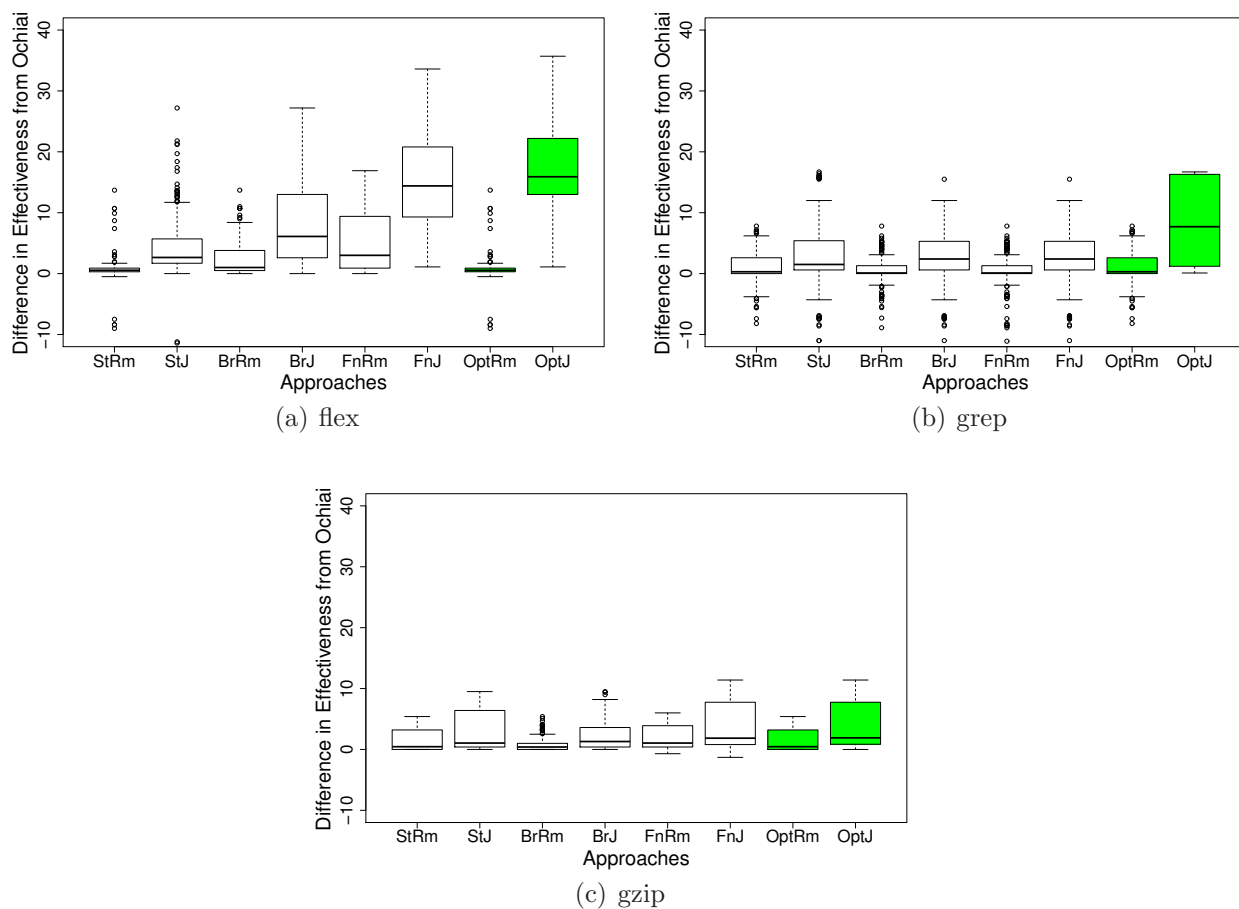 Difference in Effectiveness from Ochiai
40
30
20
10
0
−10
StRm StJ BrRm BrJ FnRm FnJ OptRm OptJ
Approaches
(a) flex
Difference in Effectiveness from Ochiai
40
30
20
10
0
−10
StRm StJ BrRm BrJ FnRm FnJ OptRm OptJ
Approaches
(b) grep
Difference in Effectiveness from Ochiai
40
30
20
10
0
−10
StRm StJ BrRm BrJ FnRm FnJ OptRm OptJ
Approaches
(c) gzip